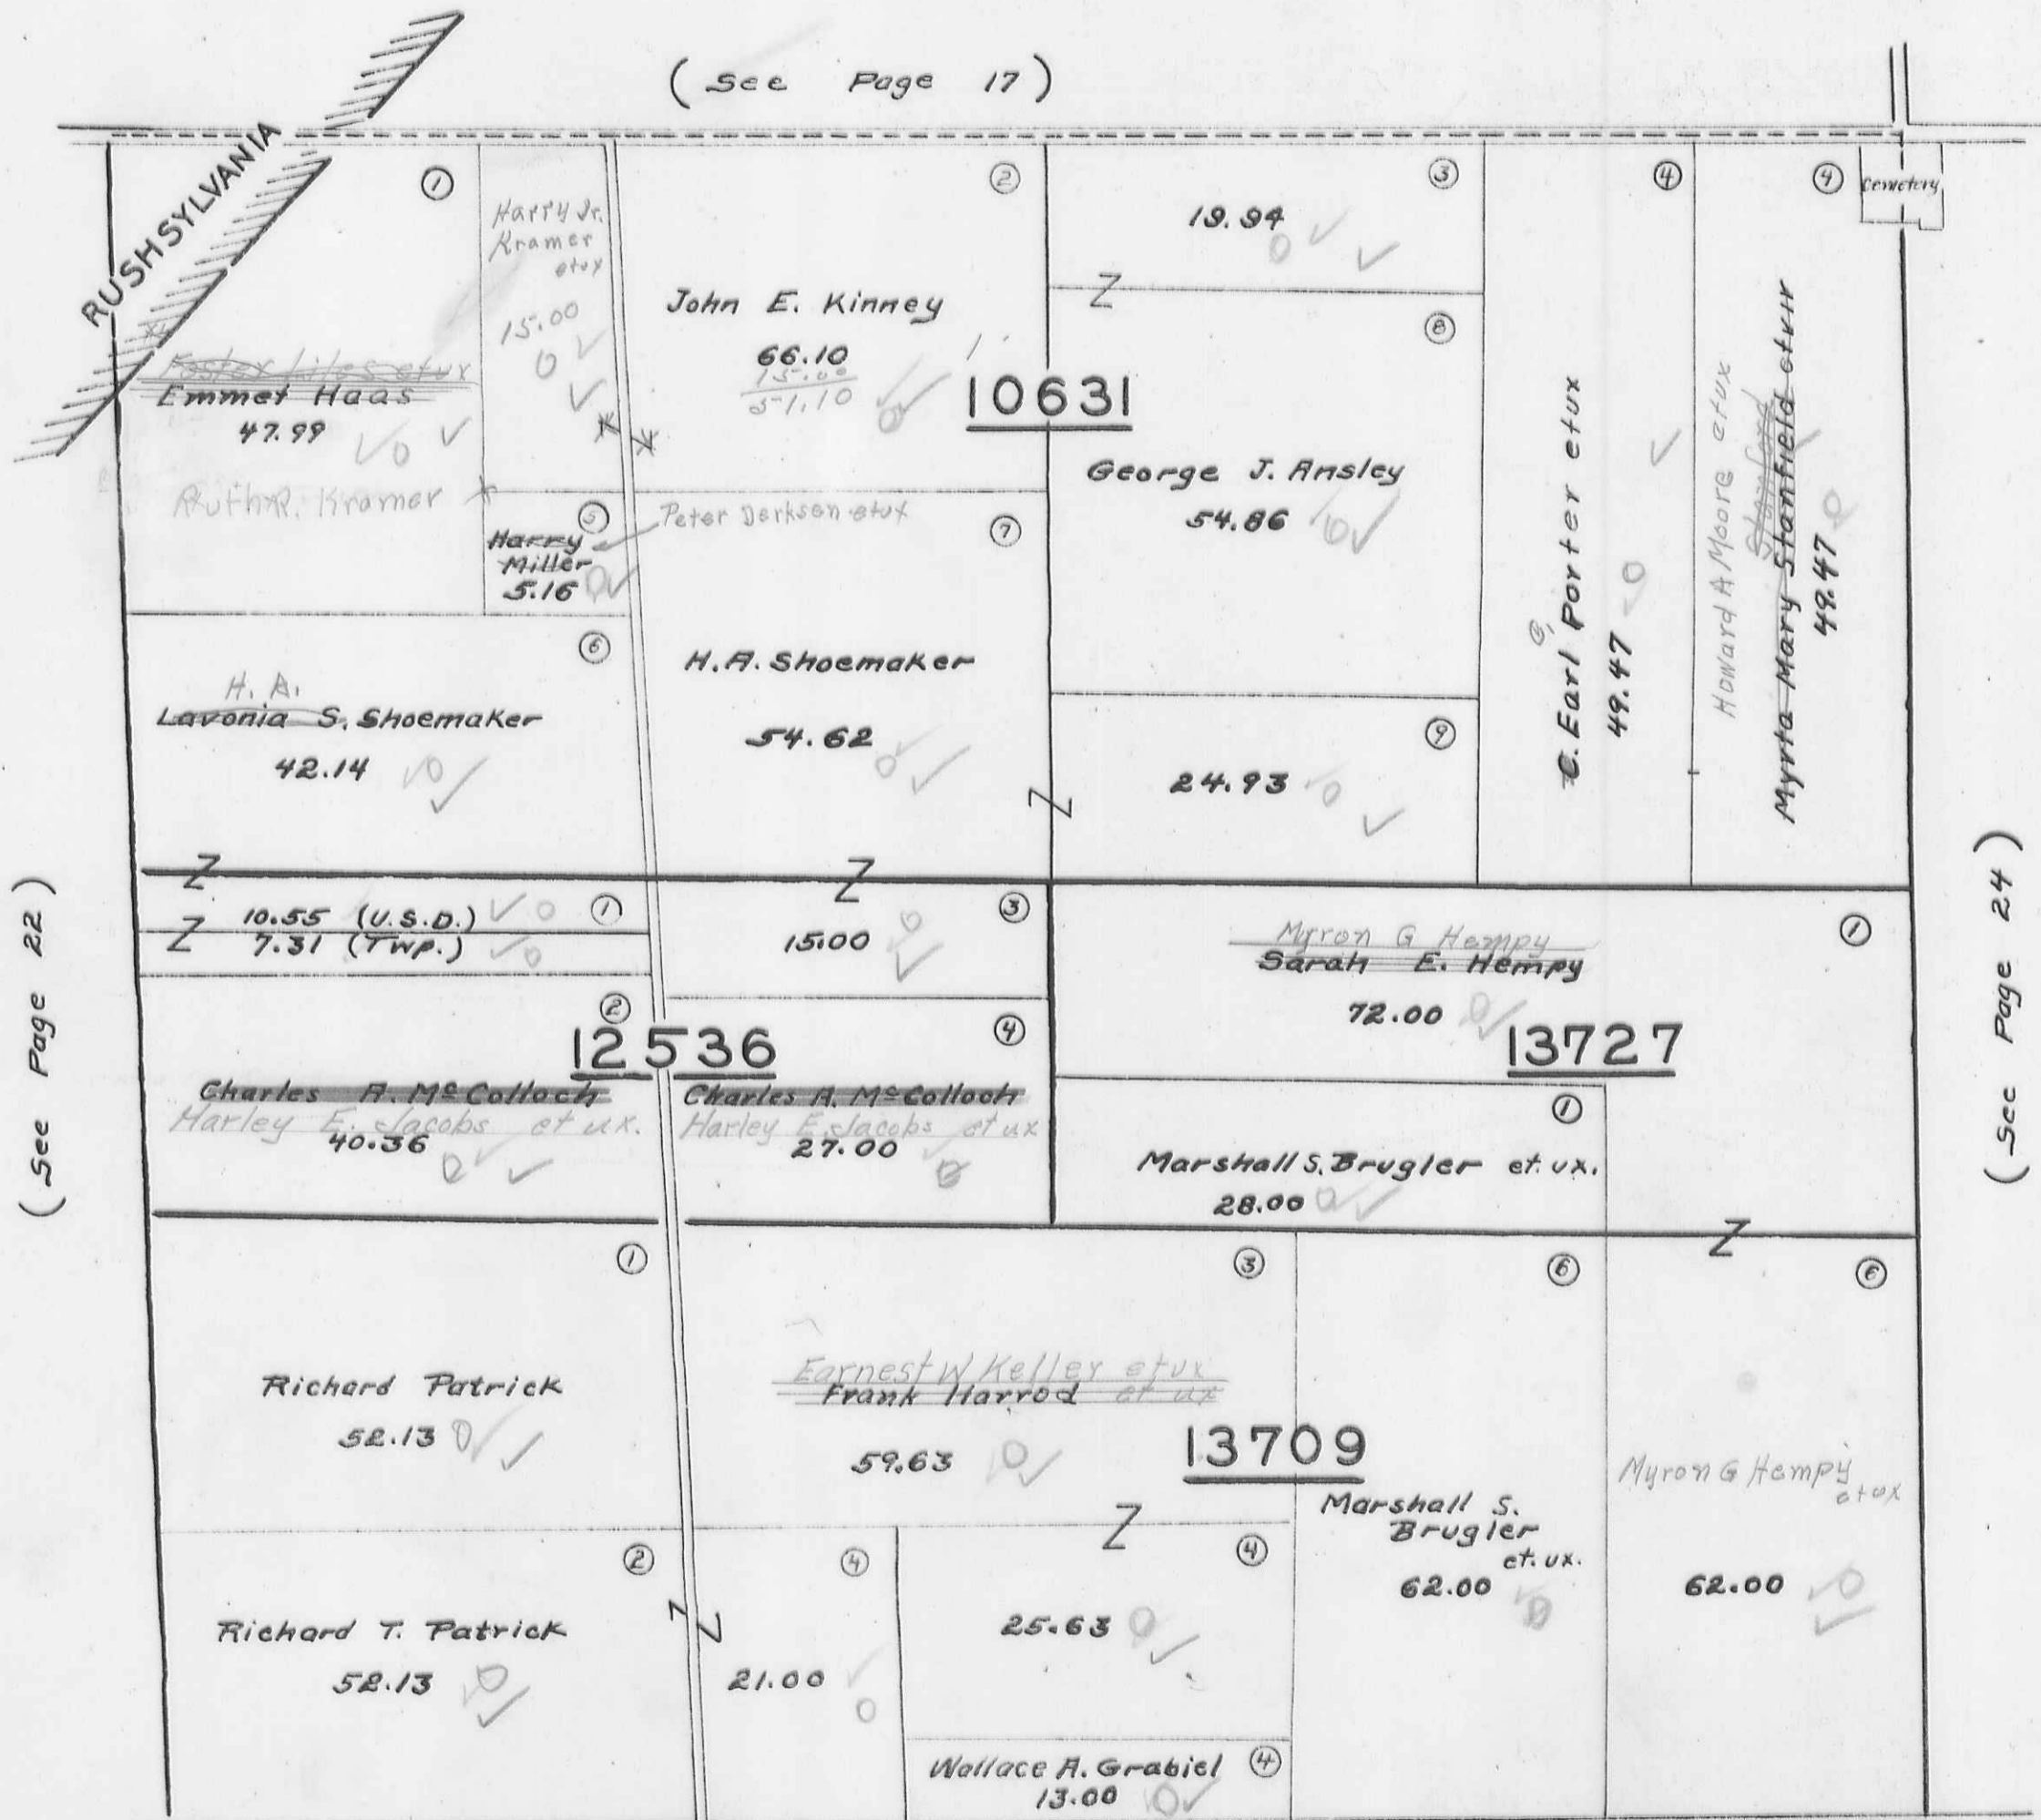 (See Page 17)
RUSHSYLVANIA
①
Harry Jr.
Kramer
etux
15.00
Emmet Haas
47.99
Ruth R. Kramer
②
John E. Kinney
66.10
15.00
51.10
10631
③
19.94
⑧
George J. Ansley
54.86
④
C. Earl Porter etux
49.47
④
Cemetery
Howard A Moore etux
Myrta Mary Stanfield etvir
49.47
⑤
Harry
Miller
5.16
Peter Derksen etux
⑦
H.A. Shoemaker
54.62
⑥
H. A.
Lavonia S. Shoemaker
42.14
⑨
24.93
(See Page 22)
(See Page 24)
10.55 (U.S.D.) ①
7.31 (Twp.)
③
15.00
②
12536
Charles A. McColloch
Harley E. Jacobs et ux.
40.36
④
Charles A. McColloch
Harley E. Jacobs et ux
27.00
①
Myron G Hempy
Sarah E. Hempy
72.00
13727
①
Marshall S. Brugler et. ux.
28.00
①
Richard Patrick
52.13
③
Earnest W Keller etux
Frank Harrod et ux
59.63
13709
⑥
Marshall S.
Brugler
et. ux.
62.00
⑥
Myron G Hempy
etux
62.00
②
Richard T. Patrick
52.13
④
21.00
④
25.63
Wallace A. Grabiel ④
13.00